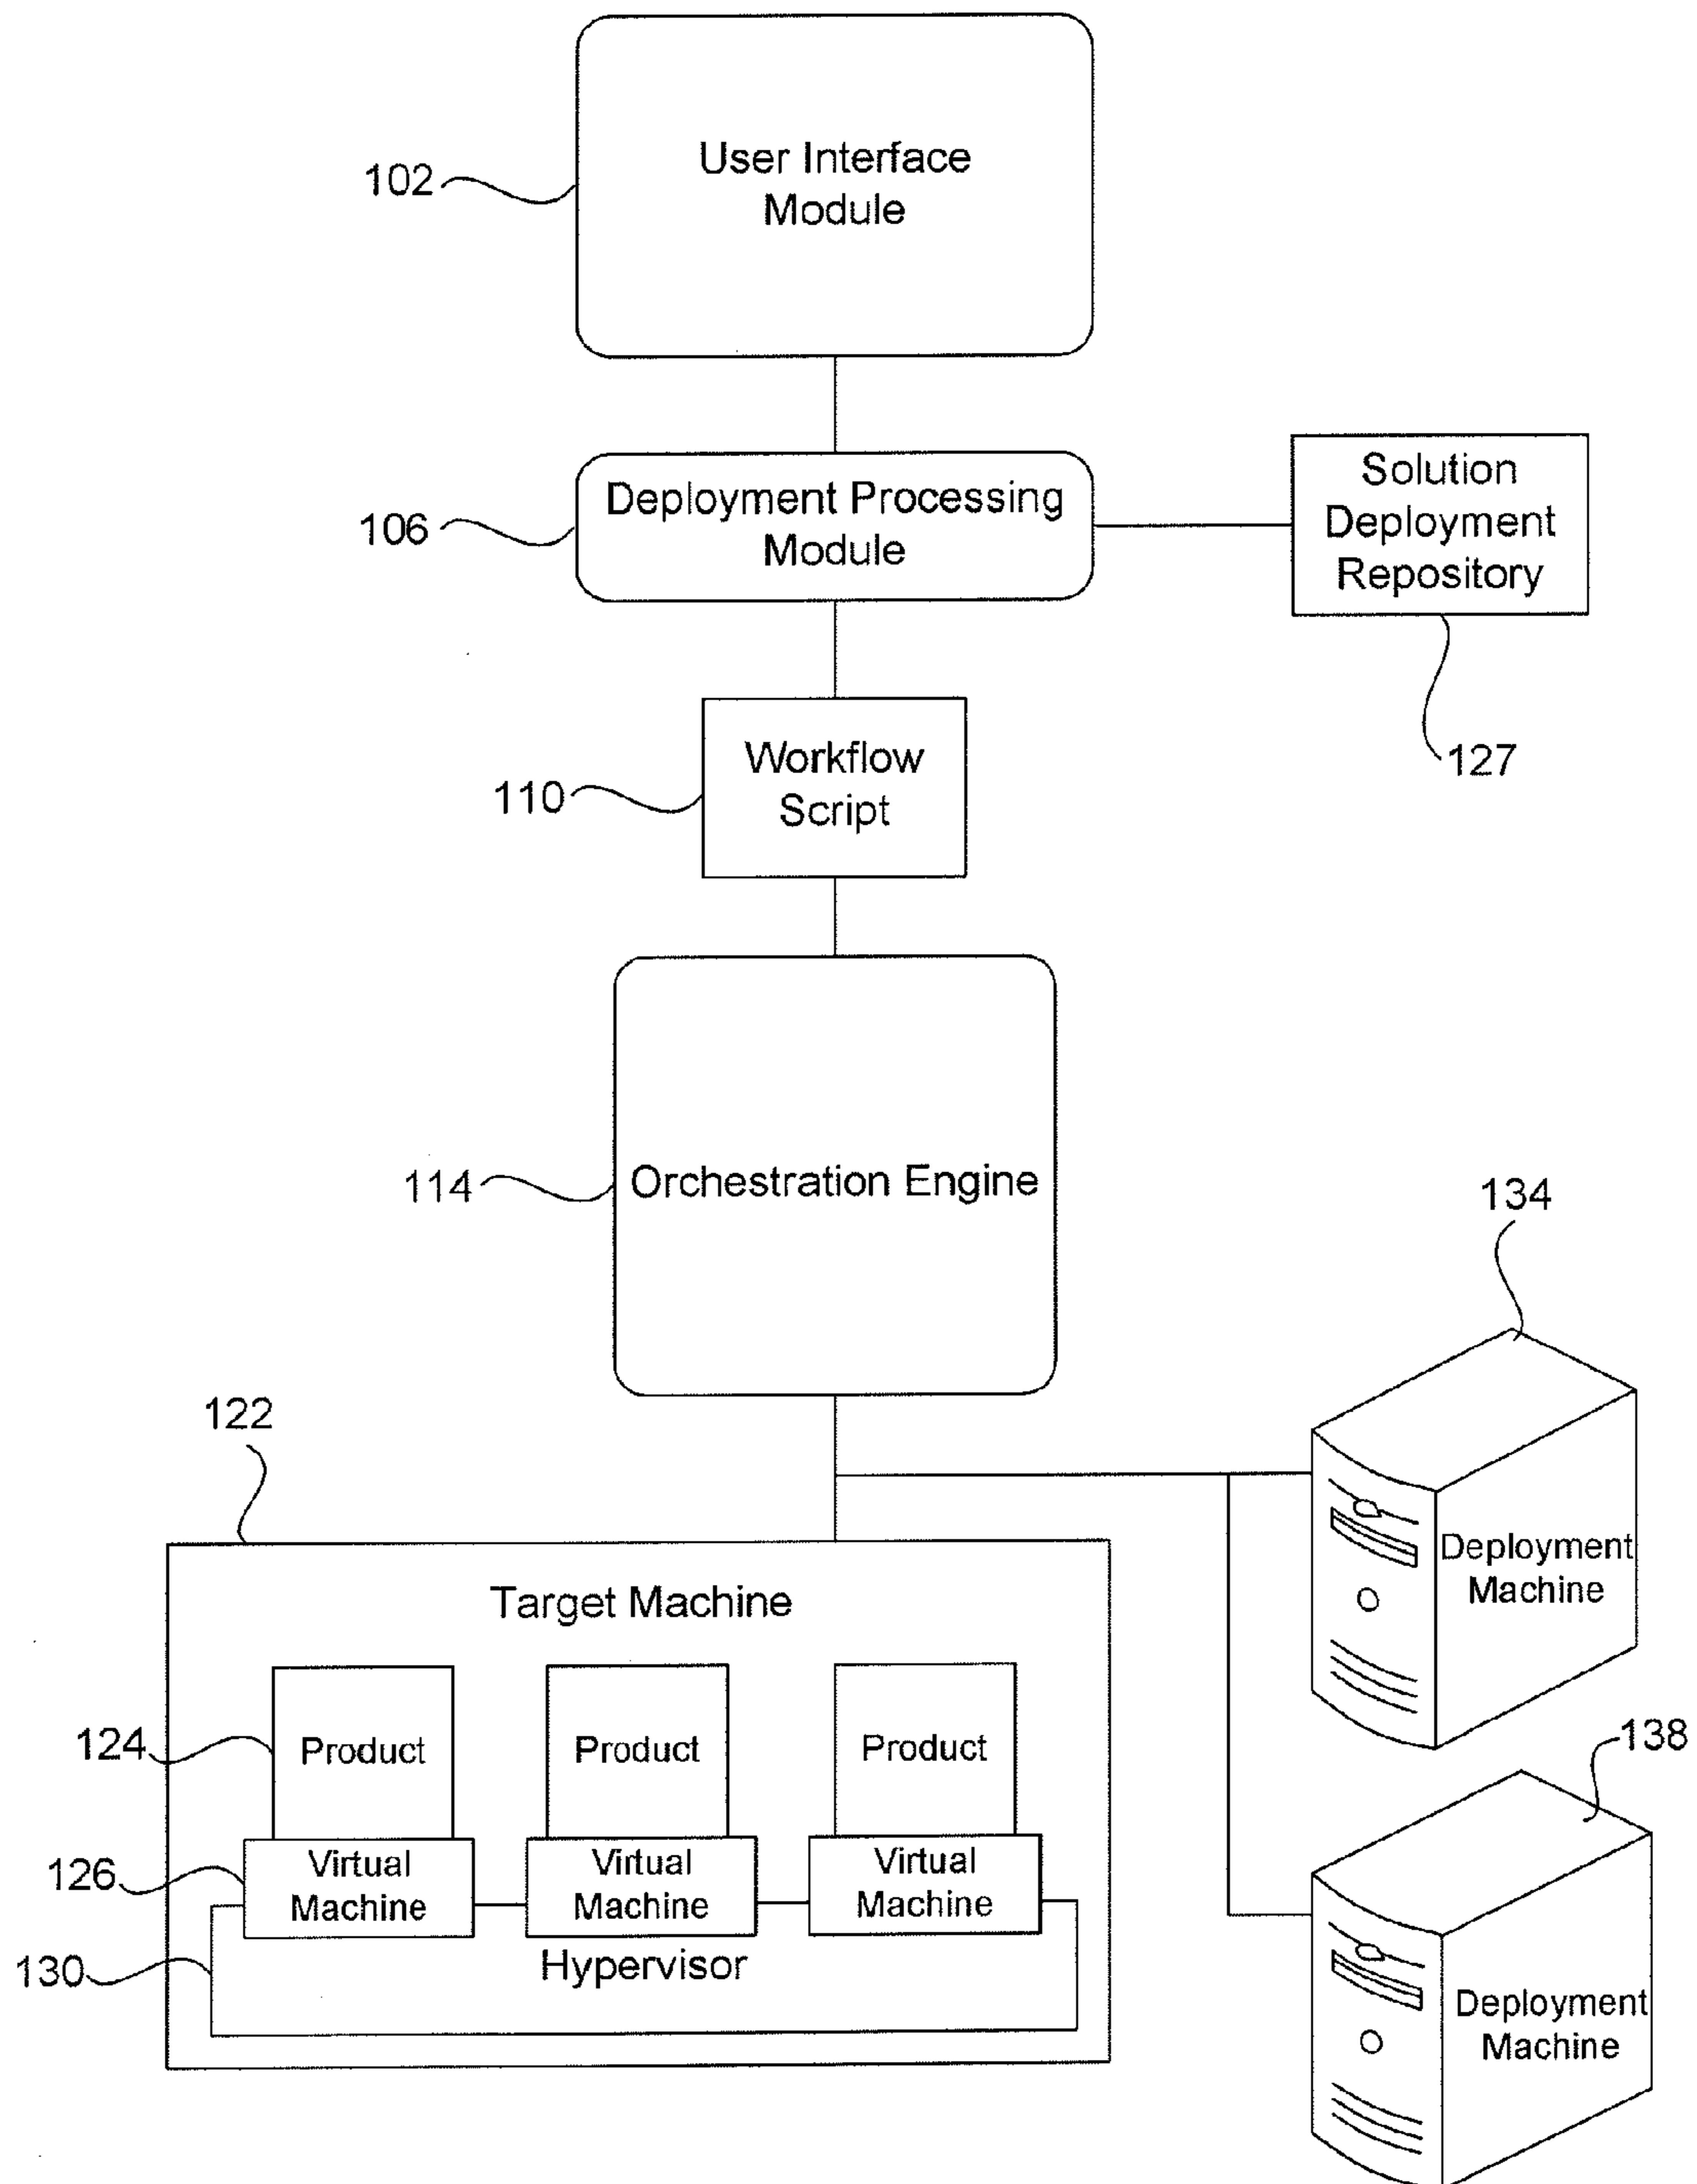 User Interface
Module
102
Deployment Processing
Module
106
Solution
Deployment
Repository
127
Workflow
Script
110
Orchestration Engine
114
134
122
Deployment
Machine
Target Machine
124
Product
Product
Product
138
126
Virtual
Machine
Virtual
Machine
Virtual
Machine
130
Hypervisor
Deployment
Machine